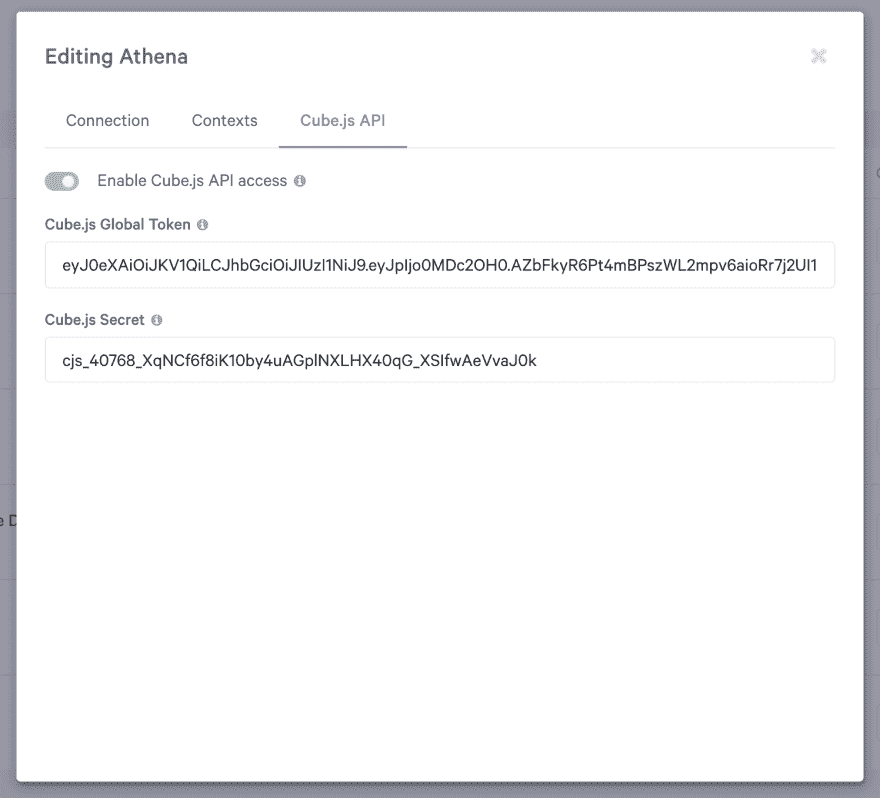 Editing Athena
Connection Contexts Cube.js API
Enable Cube.js API access
Cube.js Global Token
eyJ0eXAiOiJKV1QiLCJhbGciOiJIUzI1NiJ9.eyJpIjo0MDc2OH0.AZbFkyR6Pt4mBPszWL2mpv6aioRr7j2UI1
Cube.js Secret
cjs_40768_XqNCf6f8iK10by4uAGplNXLHX40qG_XSIfwAeVvaJ0k